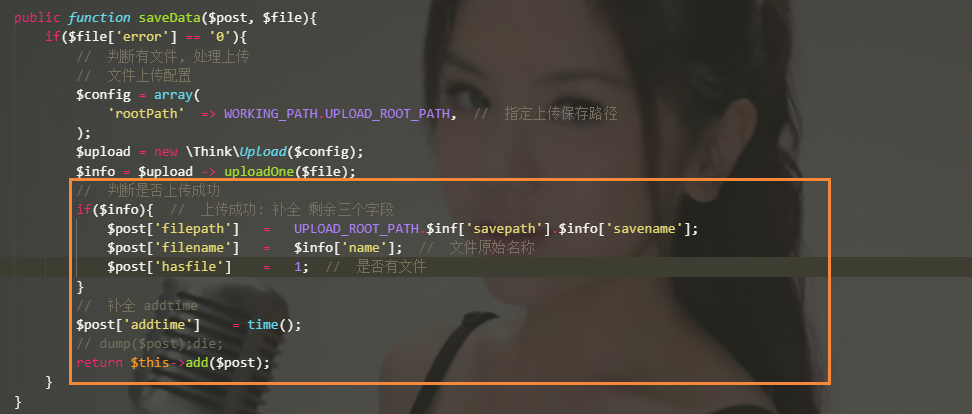 public function saveData($post, $file){
if($file['error'] == '0'){
// 判断有文件, 处理上传
// 文件上传配置
$config = array(
'rootPath' => WORKING_PATH.UPLOAD_ROOT_PATH, // 指定上传保存路径
);
$upload = new \Think\Upload($config);
$info = $upload -> uploadOne($file);
// 判断是否上传成功
if($info){ // 上传成功: 补全 剩余三个字段
$post['filepath'] = UPLOAD_ROOT_PATH.$inf['savepath'].$info['savename'];
$post['filename'] = $info['name']; // 文件原始名称
$post['hasfile'] = 1; // 是否有文件
}
// 补全 addtime
$post['addtime'] = time();
// dump($post);die;
return $this->add($post);
}
}